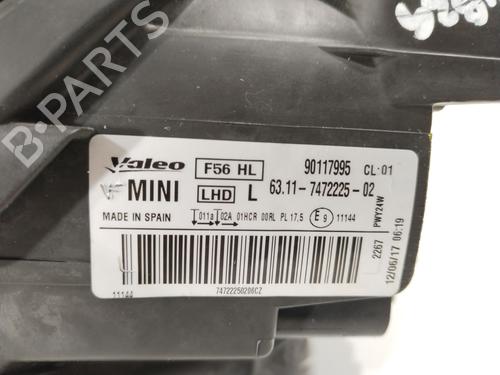 B-PARTS
Valeo F56 HL 90117995 CL:01
MINI LHD L 63.11-7472225-02
MADE IN SPAIN 011a 02A 01HCR 00RL PL 17,5 E9 11144
PWY24W
2267
12/06/17 06:19
11144
74722250206CZ